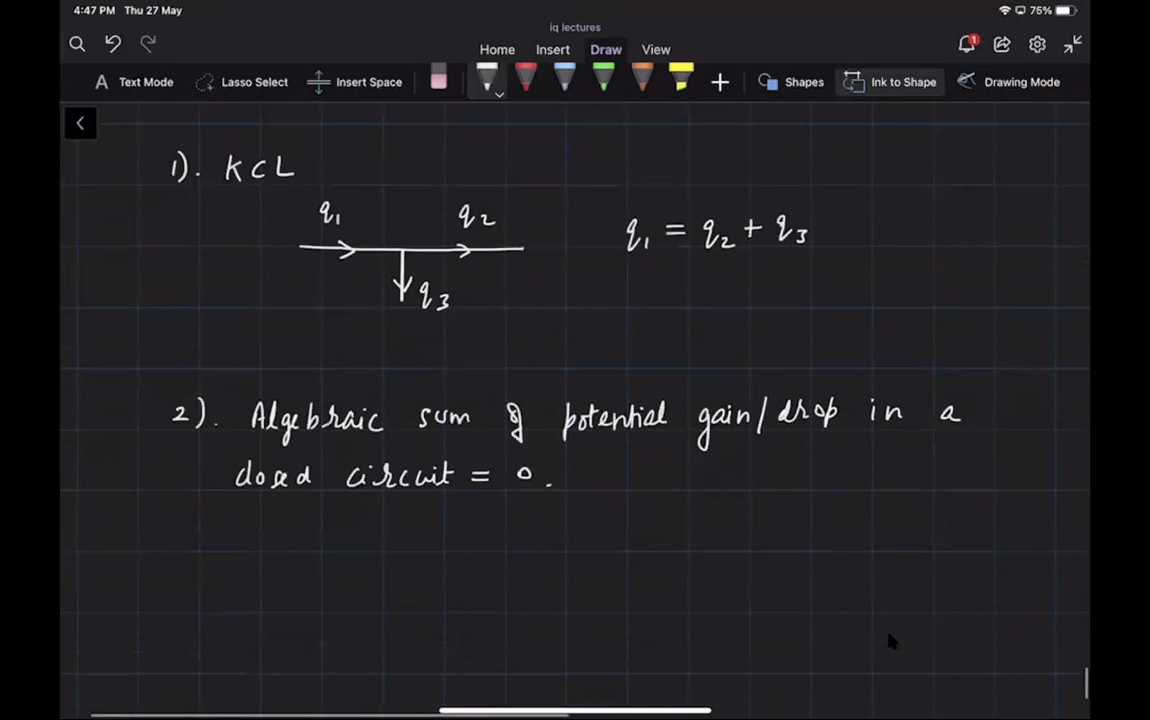 4:47 PM Thu 27 May
75%
iq lectures
Home Insert Draw View
1
Text Mode Lasso Select Insert Space Shapes Ink to Shape Drawing Mode
1). KCL
q1 q2
q1 = q2 + q3
q3
2). Algebraic sum of potential gain/drop in a
closed circuit = 0.